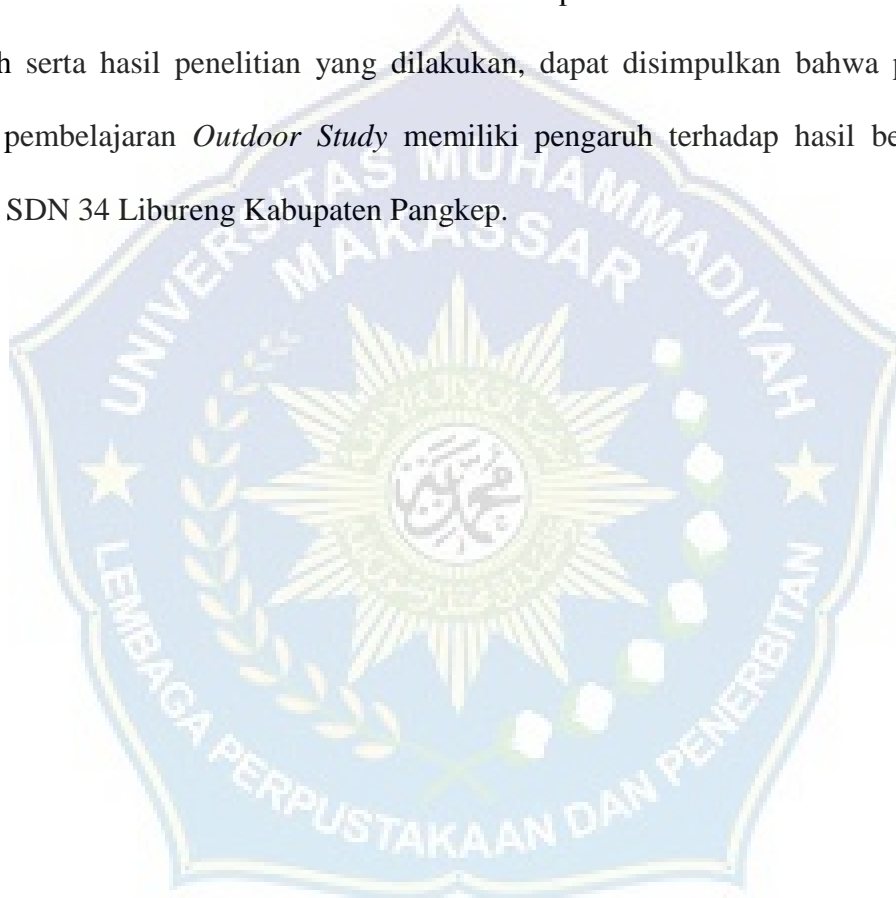 serta hasil penelitian yang dilakukan, dapat disimpulkan bahwa
pembelajaran Outdoor Study memiliki pengaruh terhadap hasil
SDN 34 Libureng Kabupaten Pangkep.
UNIVERSITAS MUHAMMADIYAH
MAKASSAR
LEMBAGA PERPUSTAKAAN DAN PENERBITAN